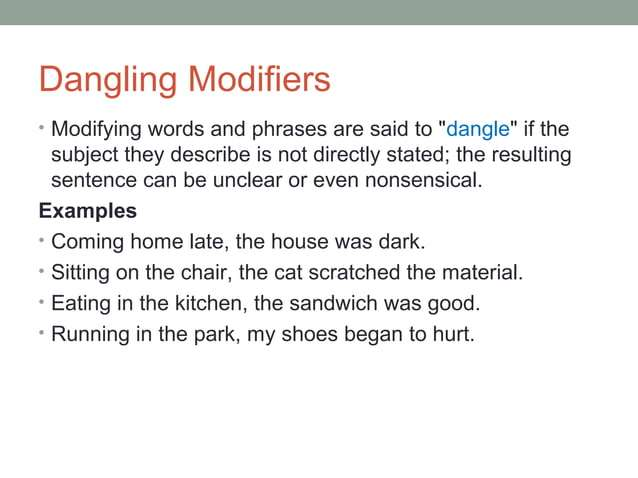 Dangling Modifiers
• Modifying words and phrases are said to "dangle" if the
subject they describe is not directly stated; the resulting
sentence can be unclear or even nonsensical.
Examples
• Coming home late, the house was dark.
• Sitting on the chair, the cat scratched the material.
• Eating in the kitchen, the sandwich was good.
• Running in the park, my shoes began to hurt.